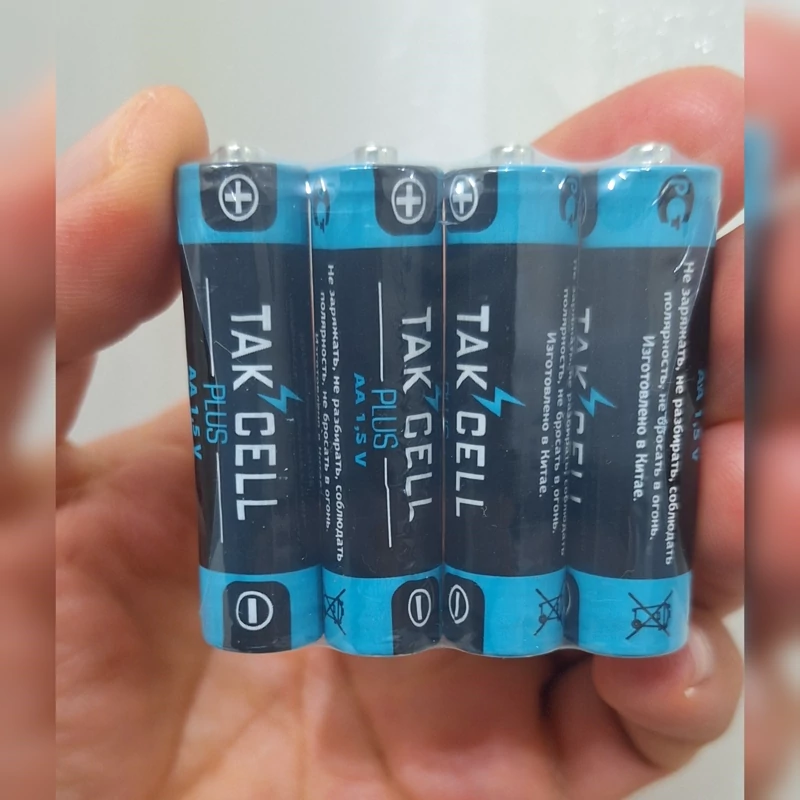 TAK CELL
PLUS
AA 1,5 V
TAK CELL
PLUS
AA 1,5 V
Не заряжать, не разбирать, соблюдать
полярность, не бросать в огонь.
TAK CELL
Изготовлено в Китае.
TAK CELL
AA 1,5 V
Не заряжать, не разбирать, соблюдать
полярность, не бросать в огонь.
Изготовлено в Китае.